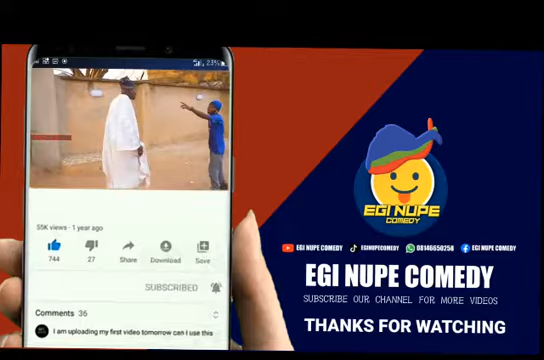 23%
55K views · 1 year ago
744
27
Share
Download
Save
SUBSCRIBED
Comments 36
I am uploading my first video tomorrow can I use this
EGI NUPE
COMEDY
EGI NUPE COMEDY
EGINUPECOMEDY
08146650258
EGI NUPE COMEDY
EGI NUPE COMEDY
SUBSCRIBE OUR CHANNEL FOR MORE VIDEOS
THANKS FOR WATCHING